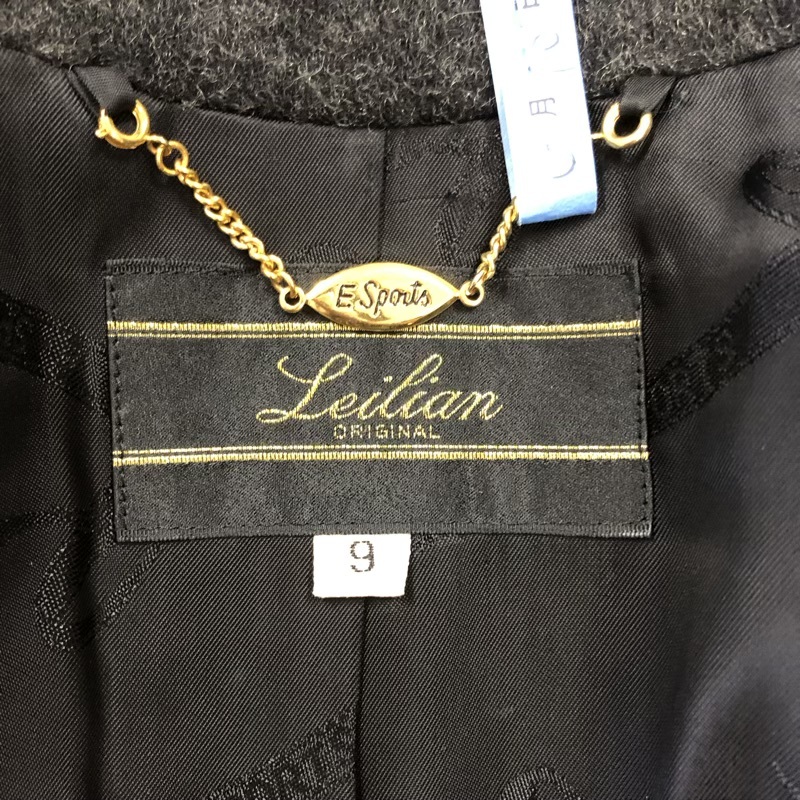 E.Sports
Leilian
ORIGINAL
9